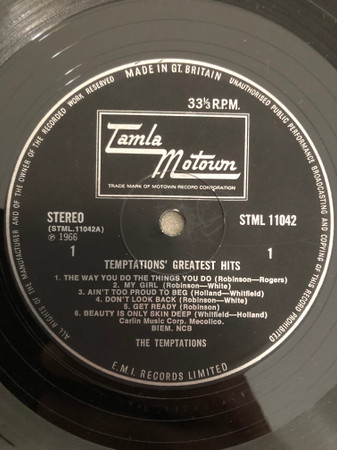 MADE IN GT. BRITAIN
UNAUTHORISED PUBLIC PERFORMANCE BROADCASTING AND COPYING OF THIS RECORD PROHIBITED
ALL RIGHTS OF THE MANUFACTURER AND OF THE OWNER OF THE RECORDED WORK RESERVED
33⅓ R.P.M.
Tamla
Motown
TRADE MARK OF MOTOWN RECORD CORPORATION
STEREO
(STML.11042A)
℗ 1966
1
STML 11042
1
TEMPTATIONS' GREATEST HITS
1. THE WAY YOU DO THE THINGS YOU DO (Robinson—Rogers)
2. MY GIRL (Robinson—White)
3. AIN'T TOO PROUD TO BEG (Holland—Whitfield)
4. DON'T LOOK BACK (Robinson—White)
5. GET READY (Robinson)
6. BEAUTY IS ONLY SKIN DEEP (Whitfield—Holland)
Carlin Music Corp. Mecolico.
BIEM. NCB
THE TEMPTATIONS
E.M.I. RECORDS LIMITED